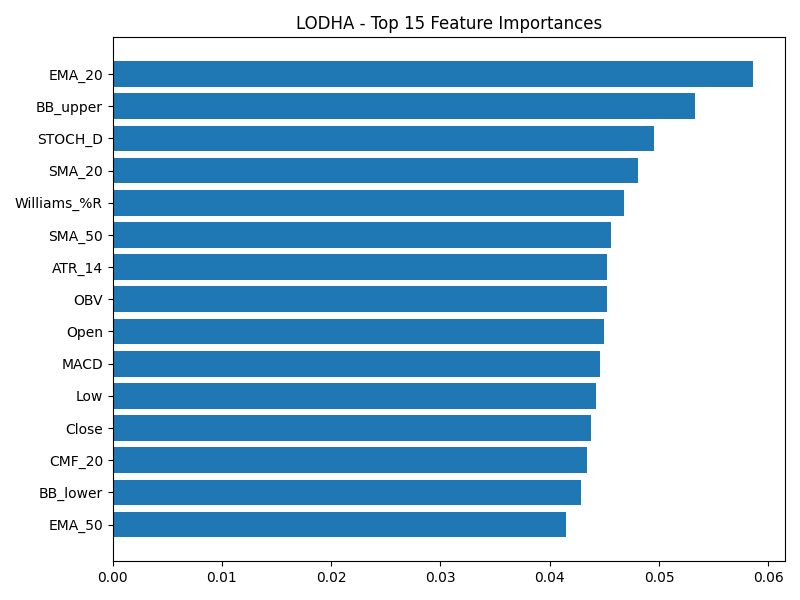 LODHA - Top 15 Feature Importances
EMA_20
BB_upper
STOCH_D
SMA_20
Williams_%R
SMA_50
ATR_14
OBV
Open
MACD
Low
Close
CMF_20
BB_lower
EMA_50
0.00 0.01 0.02 0.03 0.04 0.05 0.06